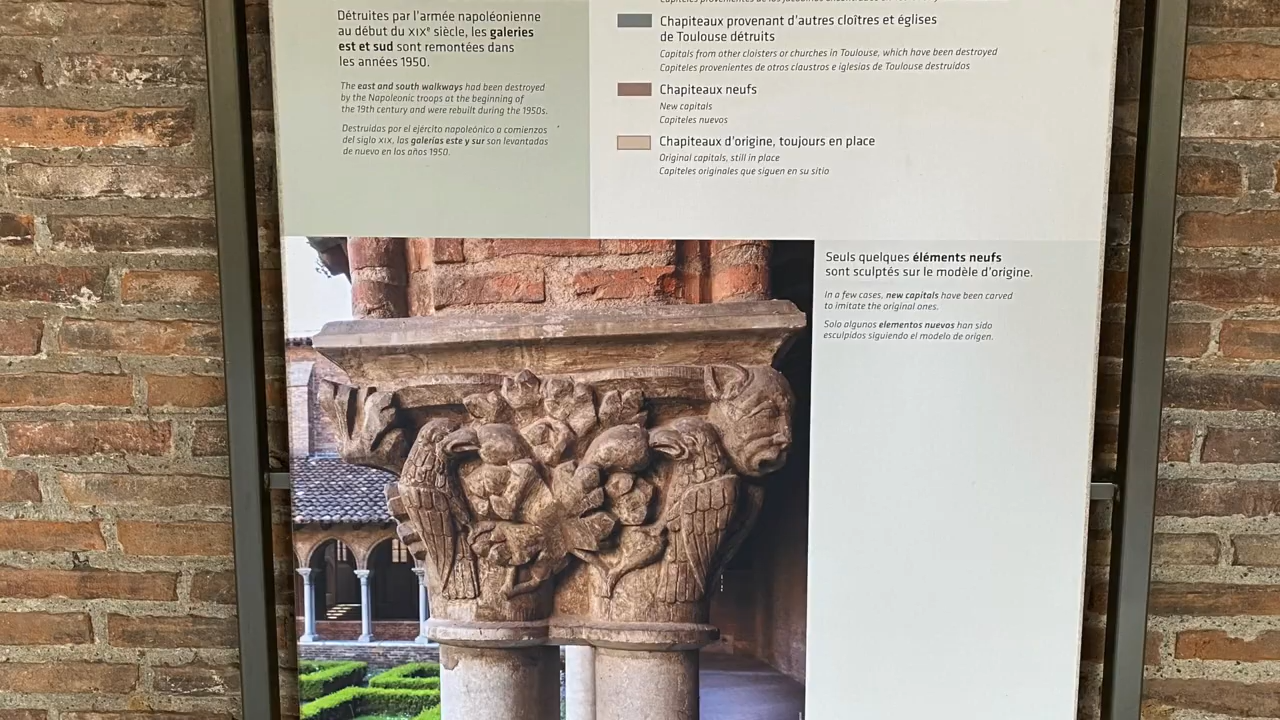 Détruites par l'armée napoléonienne
au début du XIXe siècle, les galeries
est et sud sont remontées dans
les années 1950.
The east and south walkways had been destroyed
by the Napoleonic troops at the beginning of
the 19th century and were rebuilt during the 1950s.
Destruidas por el ejército napoleónico a comienzos
del siglo XIX, las galerías este y sur son levantadas
de nuevo en los años 1950.
Chapiteaux provenant d'autres cloîtres et églises
de Toulouse détruits
Capitals from other cloisters or churches in Toulouse, which have been destroyed
Capiteles provenientes de otros claustros e iglesias de Toulouse destruidos
Chapiteaux neufs
New capitals
Capiteles nuevos
Chapiteaux d'origine, toujours en place
Original capitals, still in place
Capiteles originales que siguen en su sitio
Seuls quelques éléments neufs
sont sculptés sur le modèle d'origine.
In a few cases, new capitals have been carved
to imitate the original ones.
Solo algunos elementos nuevos han sido
esculpidos siguiendo el modelo de origen.